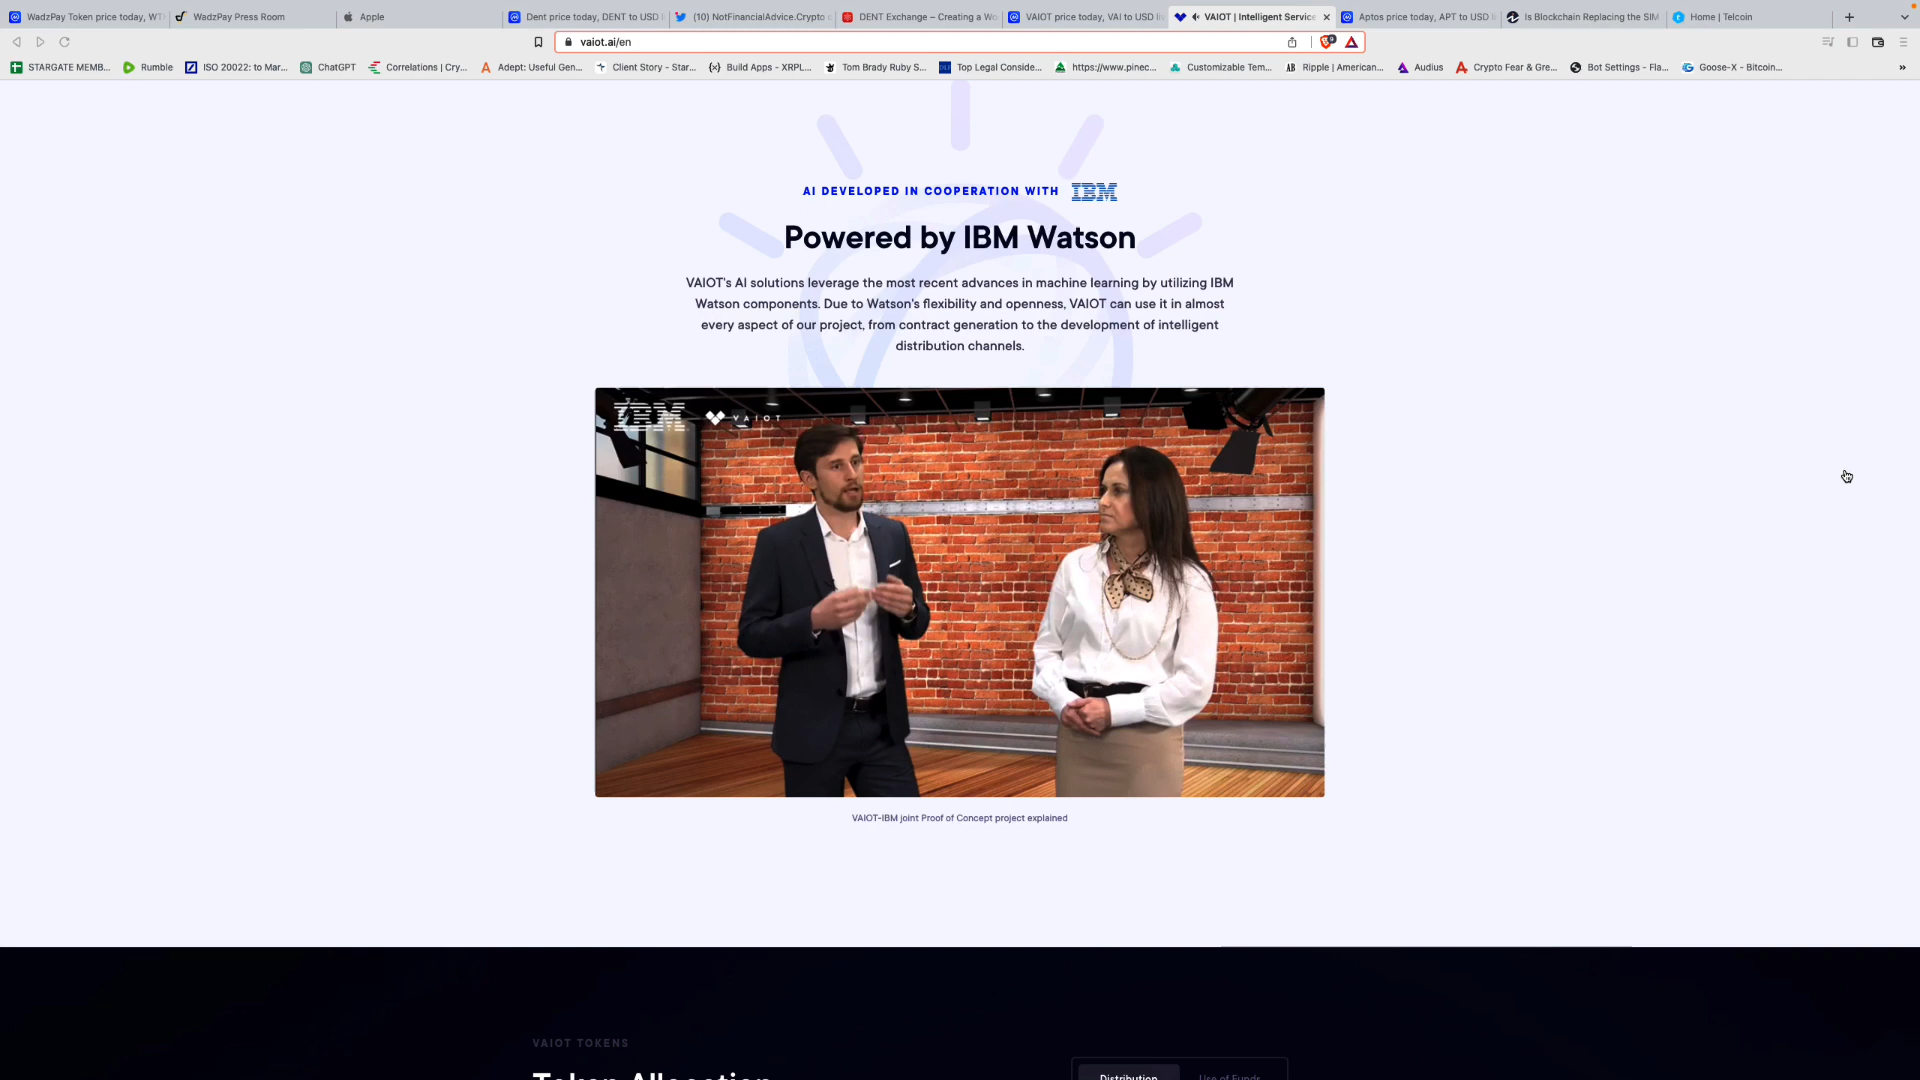 WadzPay Token price today, WT
WadzPay Press Room
Apple
Dent price today, DENT to USD l
(10) NotFinancialAdvice.Crypto o
DENT Exchange – Creating a Wo
VAIOT price today, VAI to USD li
VAIOT | Intelligent Service
Aptos price today, APT to USD l
Is Blockchain Replacing the SIM
Home | Telcoin
vaiot.ai/en
STARGATE MEMB...
Rumble
ISO 20022: to Mar...
ChatGPT
Correlations | Cry...
Adept: Useful Gen...
Client Story - Star...
Build Apps - XRPL...
Tom Brady Ruby S...
Top Legal Conside...
https://www.pinec...
Customizable Tem...
Ripple | American...
Audius
Crypto Fear & Gre...
Bot Settings - Fla...
Goose-X - Bitcoin...
»
AI DEVELOPED IN COOPERATION WITH IBM
Powered by IBM Watson
VAIOT's AI solutions leverage the most recent advances in machine learning by utilizing IBM
Watson components. Due to Watson's flexibility and openness, VAIOT can use it in almost
every aspect of our project, from contract generation to the development of intelligent
distribution channels.
IBM VAIOT
VAIOT-IBM joint Proof of Concept project explained
VAIOT TOKENS
Token Allocation
Distribution
Use of Funds